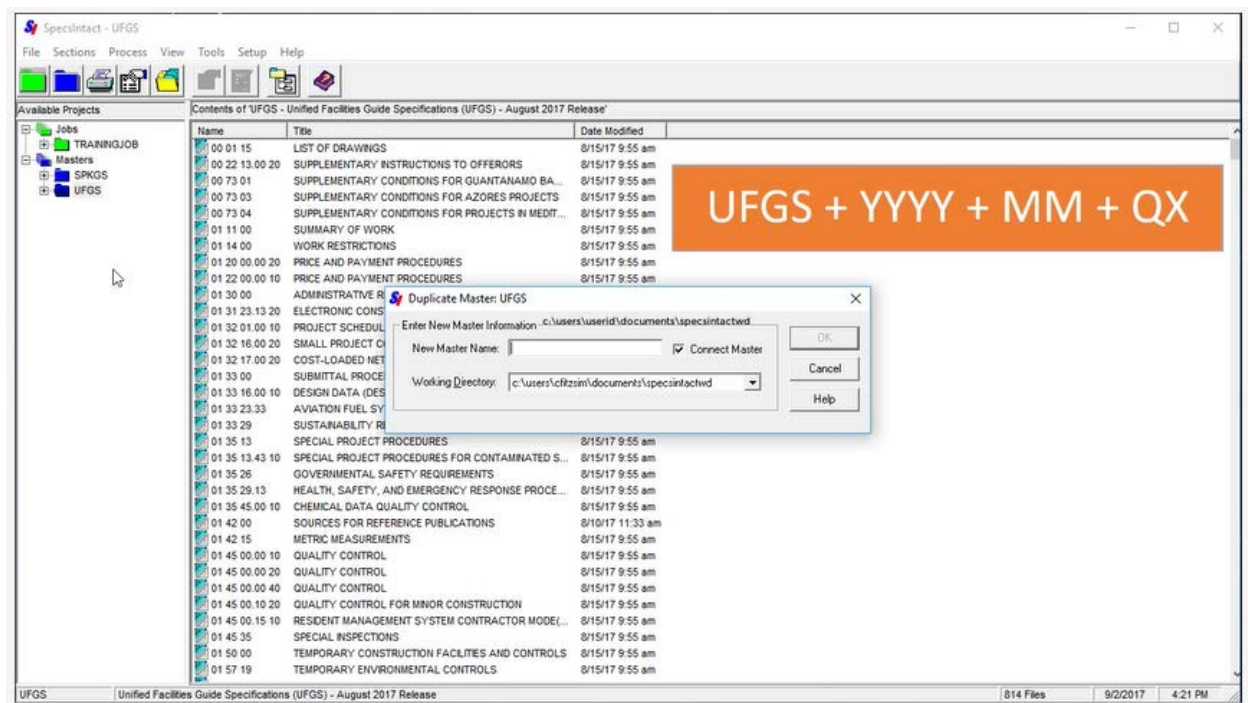 SpecsIntact - UFGS
File Sections Process View Tools Setup Help
Available Projects
Contents of 'UFGS - Unified Facilities Guide Specifications (UFGS) - August 2017 Release'
Jobs
TRAININGJOB
Masters
SPKGS
UFGS
Name Title Date Modified
00 01 15 LIST OF DRAWINGS 8/15/17 9:55 am
00 22 13.00 20 SUPPLEMENTARY INSTRUCTIONS TO OFFERORS 8/15/17 9:55 am
00 73 01 SUPPLEMENTARY CONDITIONS FOR GUANTANAMO BA... 8/15/17 9:55 am
00 73 03 SUPPLEMENTARY CONDITIONS FOR AZORES PROJECTS 8/15/17 9:55 am
00 73 04 SUPPLEMENTARY CONDITIONS FOR PROJECTS IN MEDIT... 8/15/17 9:55 am
01 11 00 SUMMARY OF WORK 8/15/17 9:55 am
01 14 00 WORK RESTRICTIONS 8/15/17 9:55 am
01 20 00.00 20 PRICE AND PAYMENT PROCEDURES 8/15/17 9:55 am
01 22 00.00 10 PRICE AND PAYMENT PROCEDURES 8/15/17 9:55 am
01 30 00 ADMINISTRATIVE R
01 31 23.13 20 ELECTRONIC CONS
01 32 01.00 10 PROJECT SCHEDUL
01 32 16.00 20 SMALL PROJECT C
01 32 17.00 20 COST-LOADED NET
01 33 00 SUBMITTAL PROCE
01 33 16.00 10 DESIGN DATA (DES
01 33 23.33 AVIATION FUEL SY
01 33 29 SUSTAINABILITY RE
01 35 13 SPECIAL PROJECT PROCEDURES 8/15/17 9:55 am
01 35 13.43 10 SPECIAL PROJECT PROCEDURES FOR CONTAMINATED S... 8/15/17 9:55 am
01 35 26 GOVERNMENTAL SAFETY REQUIREMENTS 8/15/17 9:55 am
01 35 29.13 HEALTH, SAFETY, AND EMERGENCY RESPONSE PROCE... 8/15/17 9:55 am
01 35 45.00 10 CHEMICAL DATA QUALITY CONTROL 8/15/17 9:55 am
01 42 00 SOURCES FOR REFERENCE PUBLICATIONS 8/10/17 11:33 am
01 42 15 METRIC MEASUREMENTS 8/15/17 9:55 am
01 45 00.00 10 QUALITY CONTROL 8/15/17 9:55 am
01 45 00.00 20 QUALITY CONTROL 8/15/17 9:55 am
01 45 00.00 40 QUALITY CONTROL 8/15/17 9:55 am
01 45 00.10 20 QUALITY CONTROL FOR MINOR CONSTRUCTION 8/15/17 9:55 am
01 45 00.15 10 RESIDENT MANAGEMENT SYSTEM CONTRACTOR MODE(... 8/15/17 9:55 am
01 45 35 SPECIAL INSPECTIONS 8/15/17 9:55 am
01 50 00 TEMPORARY CONSTRUCTION FACILITIES AND CONTROLS 8/15/17 9:55 am
01 57 19 TEMPORARY ENVIRONMENTAL CONTROLS 8/15/17 9:55 am
UFGS + YYYY + MM + QX
Duplicate Master: UFGS
Enter New Master Information c:\users\userid\documents\specsintactwd
New Master Name: Connect Master
Working Directory: c:\users\cfitzsim\documents\specsintactwd
OK
Cancel
Help
UFGS Unified Facilities Guide Specifications (UFGS) - August 2017 Release 814 Files 9/2/2017 4:21 PM